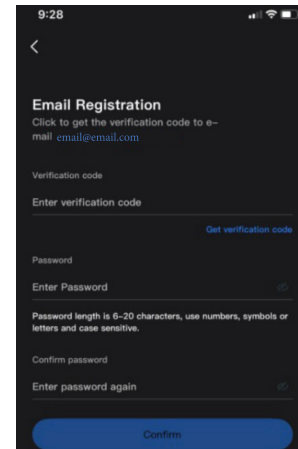 9:28
Email Registration
Click to get the verification code to e-
mail email@email.com
Verification code
Enter verification code
Get verification code
Password
Enter Password
Password length is 6-20 characters, use numbers, symbols or
letters and case sensitive.
Confirm password
Enter password again
Confirm